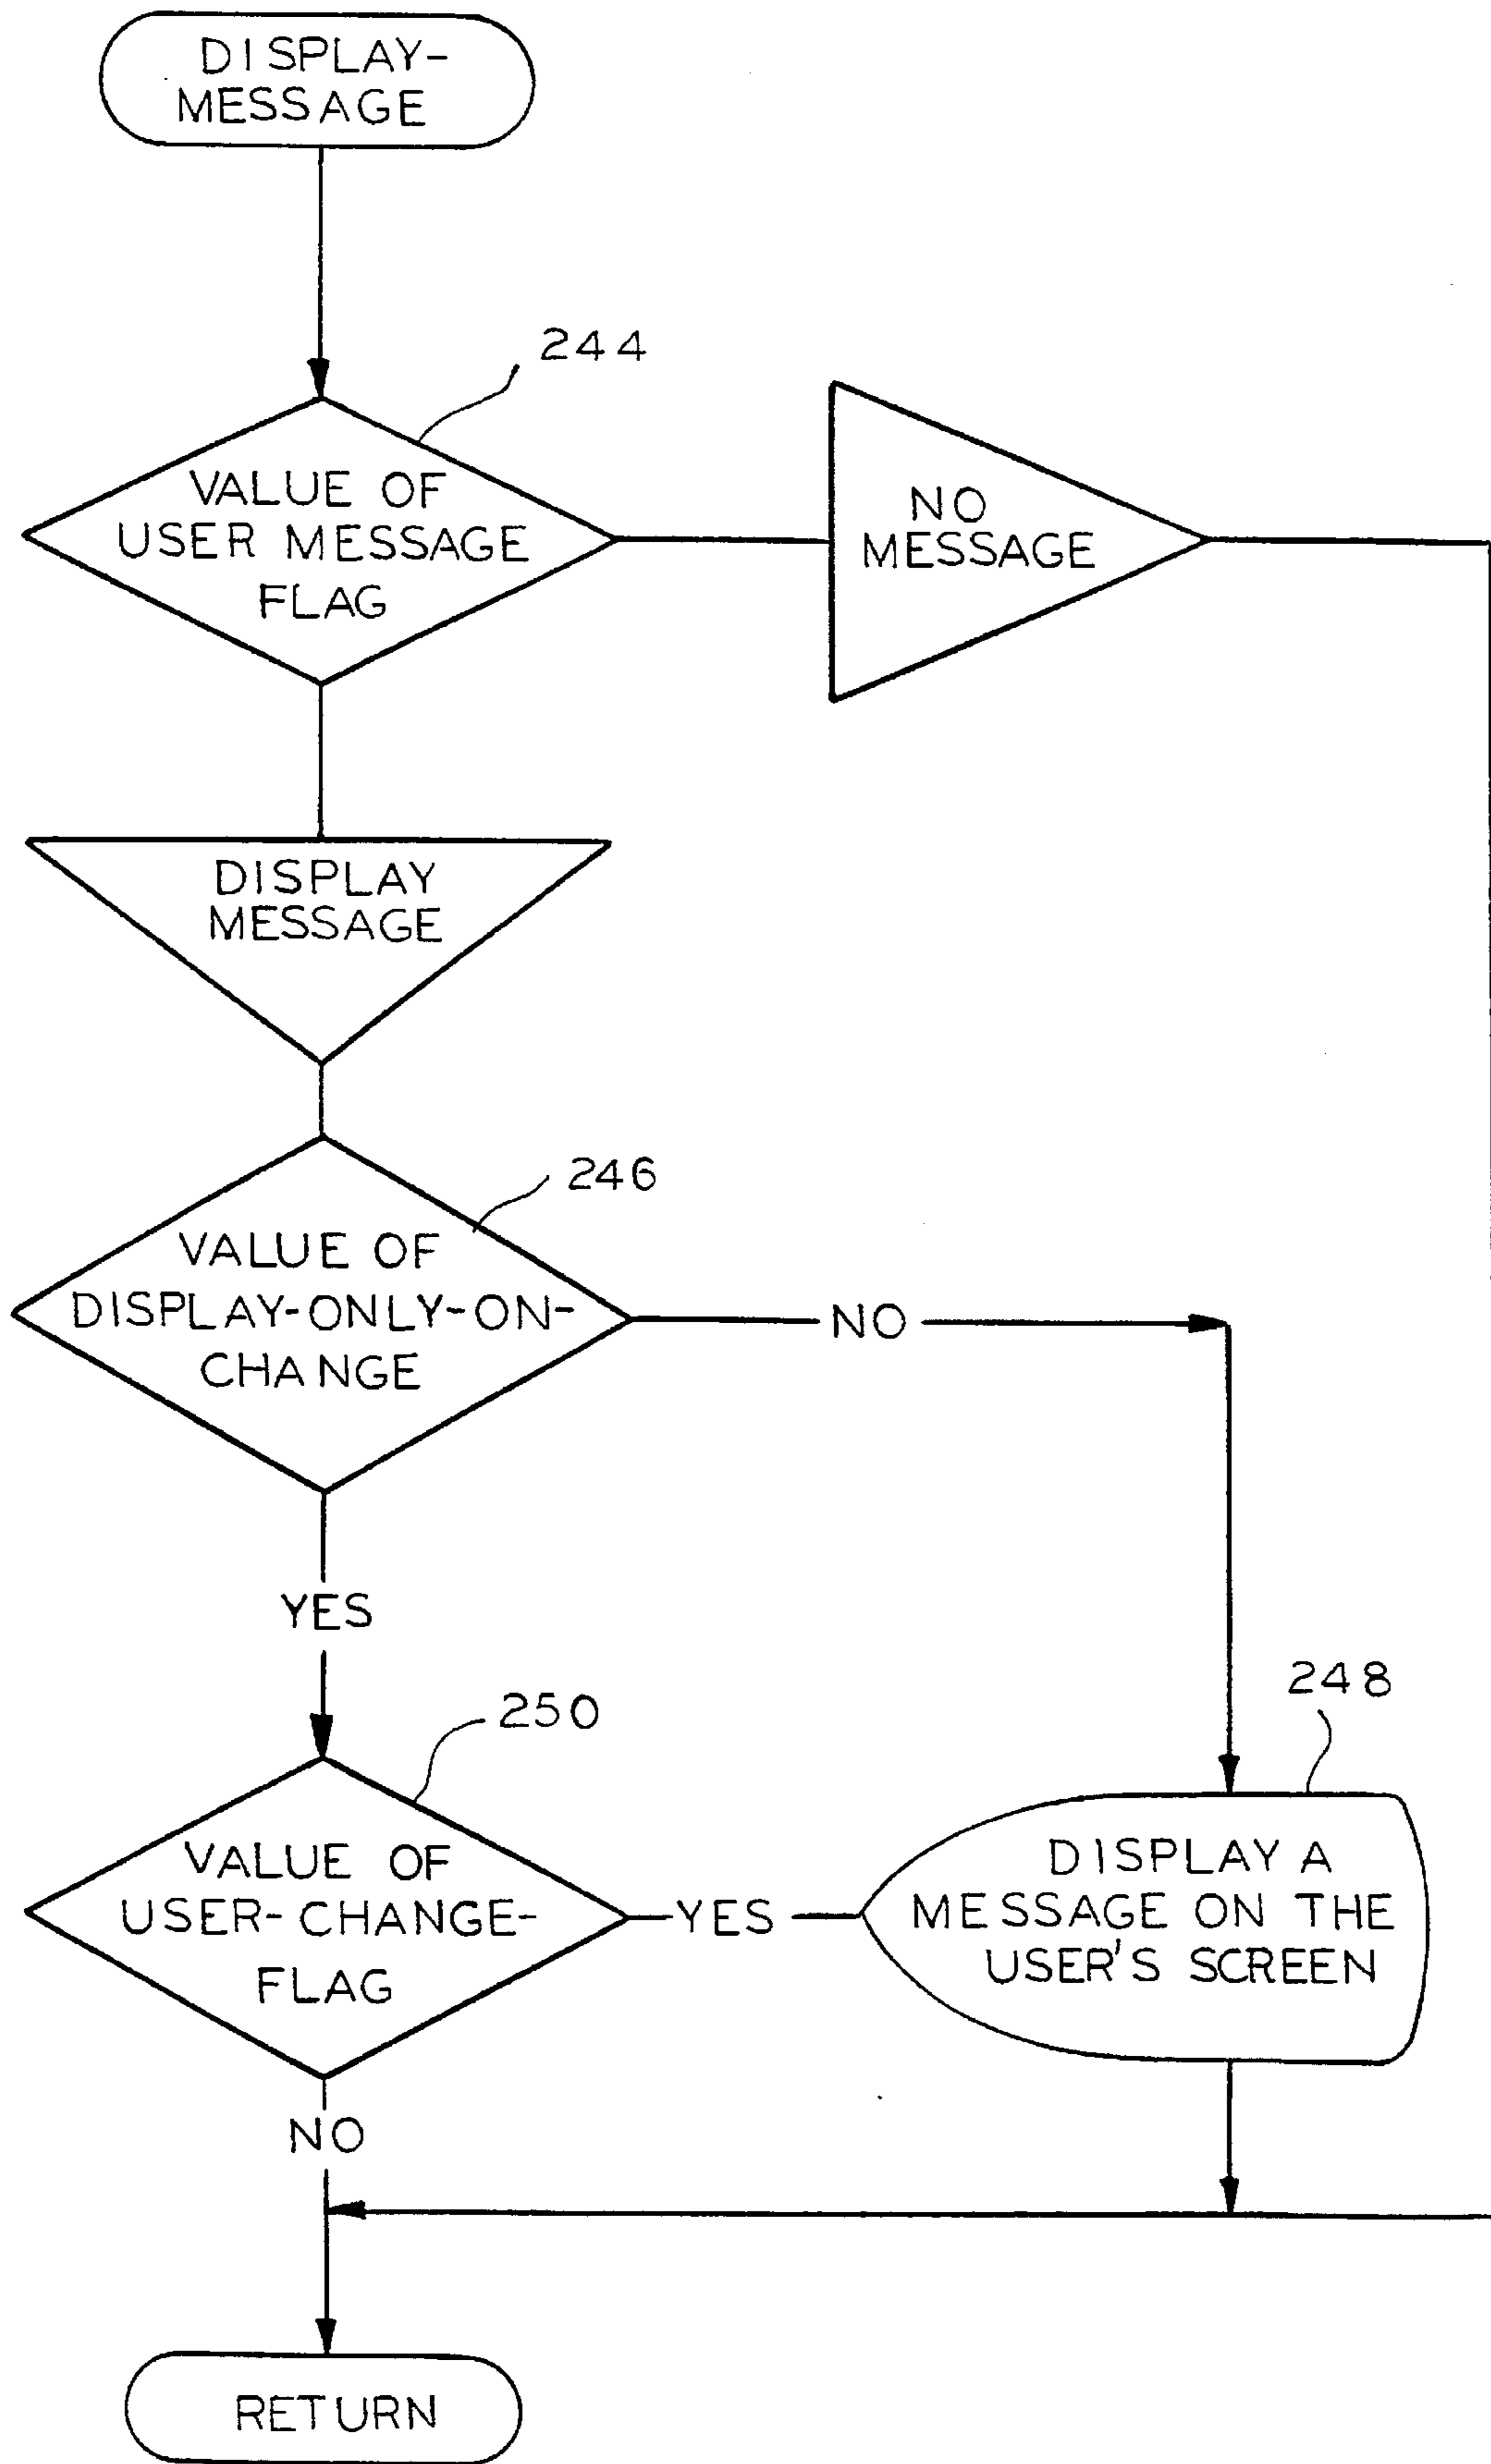 DISPLAY-
MESSAGE
244
VALUE OF
USER MESSAGE
FLAG
NO
MESSAGE
DISPLAY
MESSAGE
246
VALUE OF
DISPLAY-ONLY-ON-
CHANGE
NO
YES
250
248
VALUE OF
USER-CHANGE-
FLAG
YES
DISPLAY A
MESSAGE ON THE
USER'S SCREEN
NO
RETURN